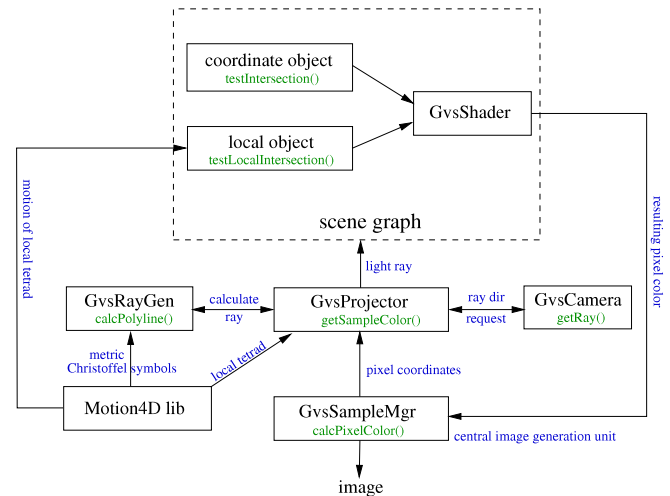 coordinate object
testIntersection()
GvsShader
local object
testLocalIntersection()
scene graph
motion of local tetrad
resulting pixel color
light ray
GvsRayGen
calcPolyline()
calculate
ray
GvsProjector
getSampleColor()
ray dir
request
GvsCamera
getRay()
metric
Christoffel symbols
local tetrad
pixel coordinates
Motion4D lib
GvsSampleMgr
calcPixelColor()
central image generation unit
image